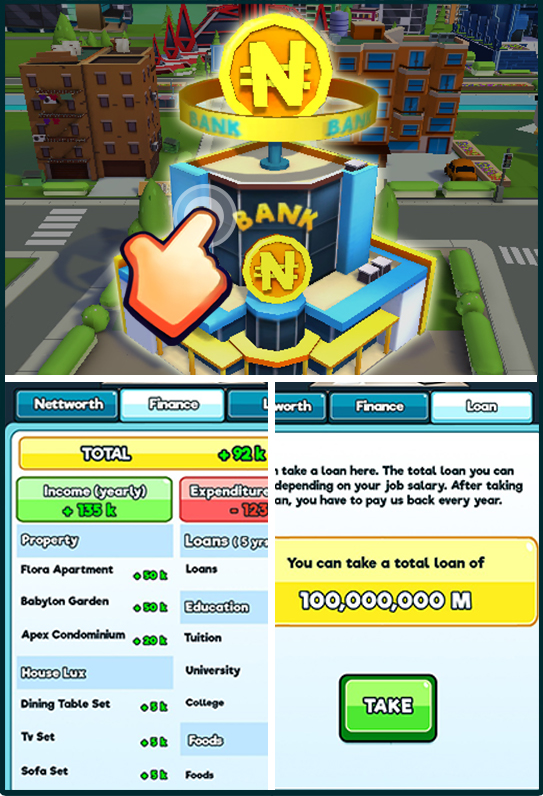 N
BANK BANK
BANK
N
Nettworth Finance
TOTAL + 92 k
Income (yearly) Expenditure
+ 135 k - 123
Property Loans ( 5 yrs
Flora Apartment + 50 k Loans
Babylon Garden + 50 k Education
Apex Condominium + 20 k Tuition
House Lux University
Dining Table Set + 5 k College
Tv Set + 5 k Foods
Sofa Set + 5 k Foods
worth Finance Loan
take a loan here. The total loan you can
depending on your job salary. After taking
an, you have to pay us back every year.
You can take a total loan of
100,000,000 M
TAKE